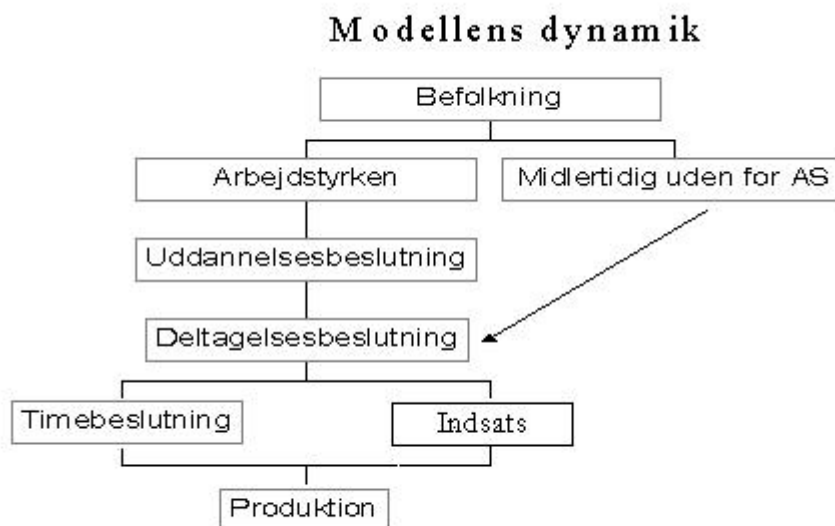 Modellens dynamik
Befolkning
Arbejdstyrken
Midlertidig uden for AS
Uddannelsesbeslutning
Deltagelsesbeslutning
Timebeslutning
Indsats
Produktion